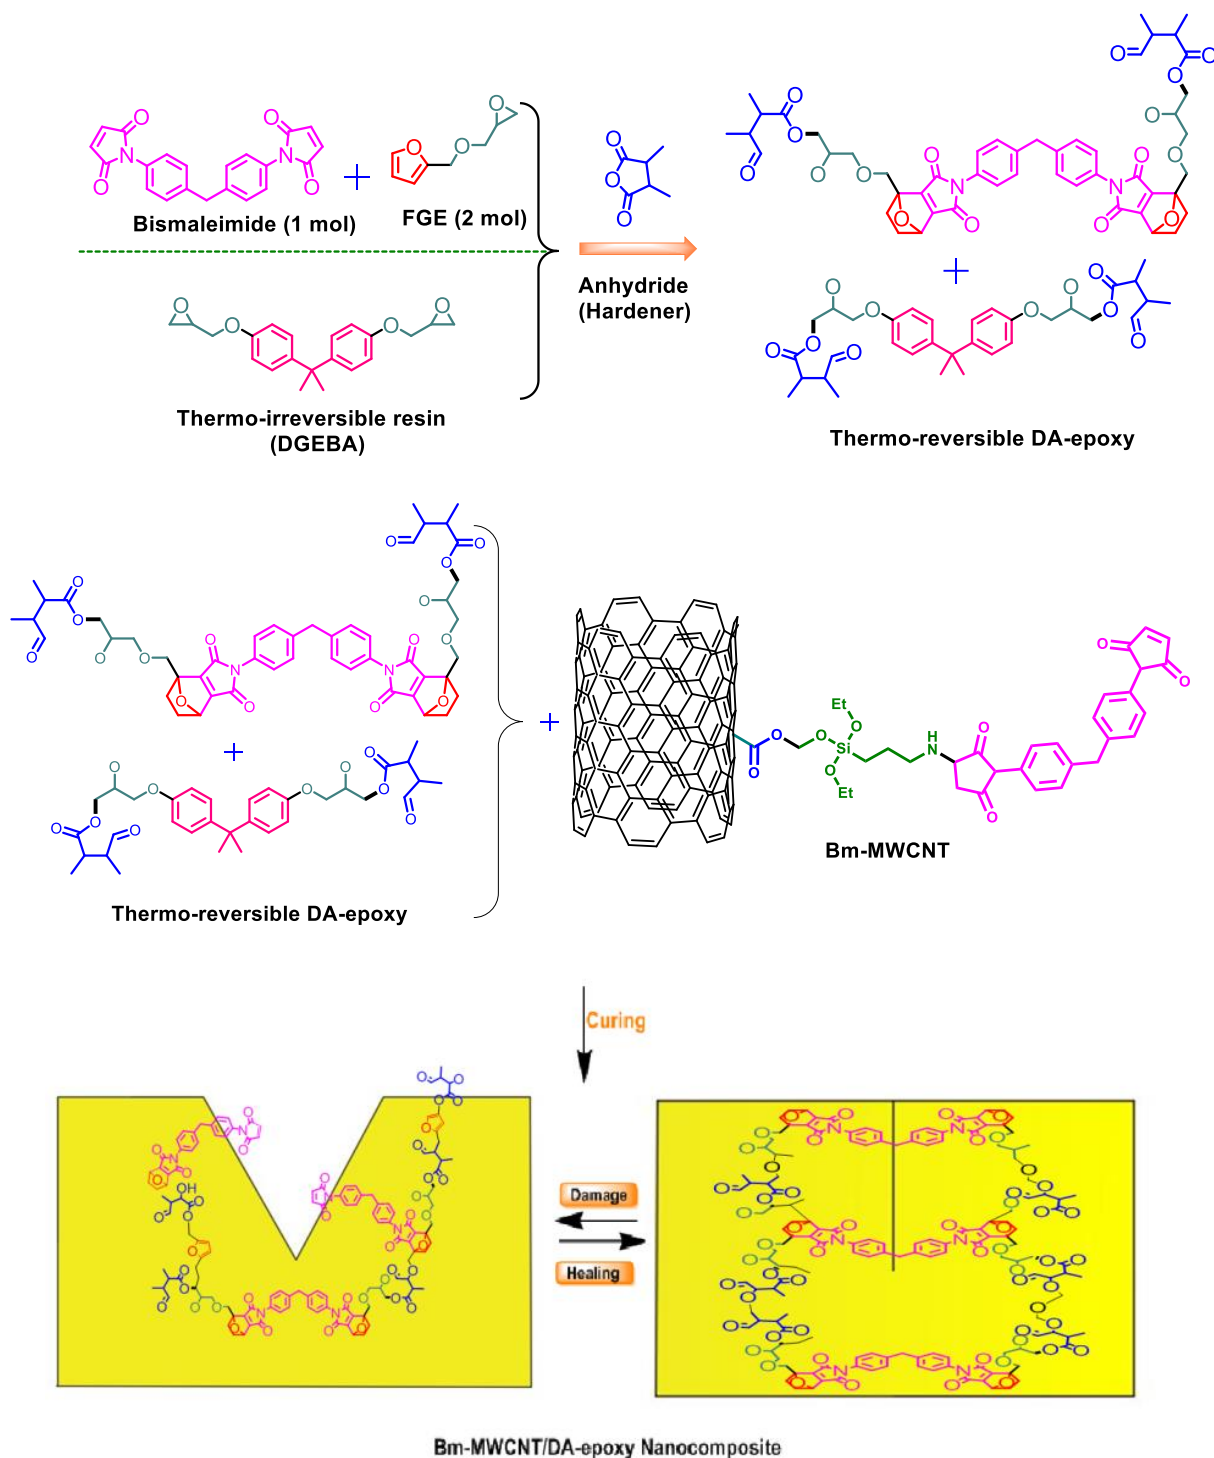 Bismaleimide (1 mol)
FGE (2 mol)
Anhydride
(Hardener)
Thermo-irreversible resin
(DGEBA)
Thermo-reversible DA-epoxy
Thermo-reversible DA-epoxy
Bm-MWCNT
Curing
Damage
Healing
Bm-MWCNT/DA-epoxy Nanocomposite